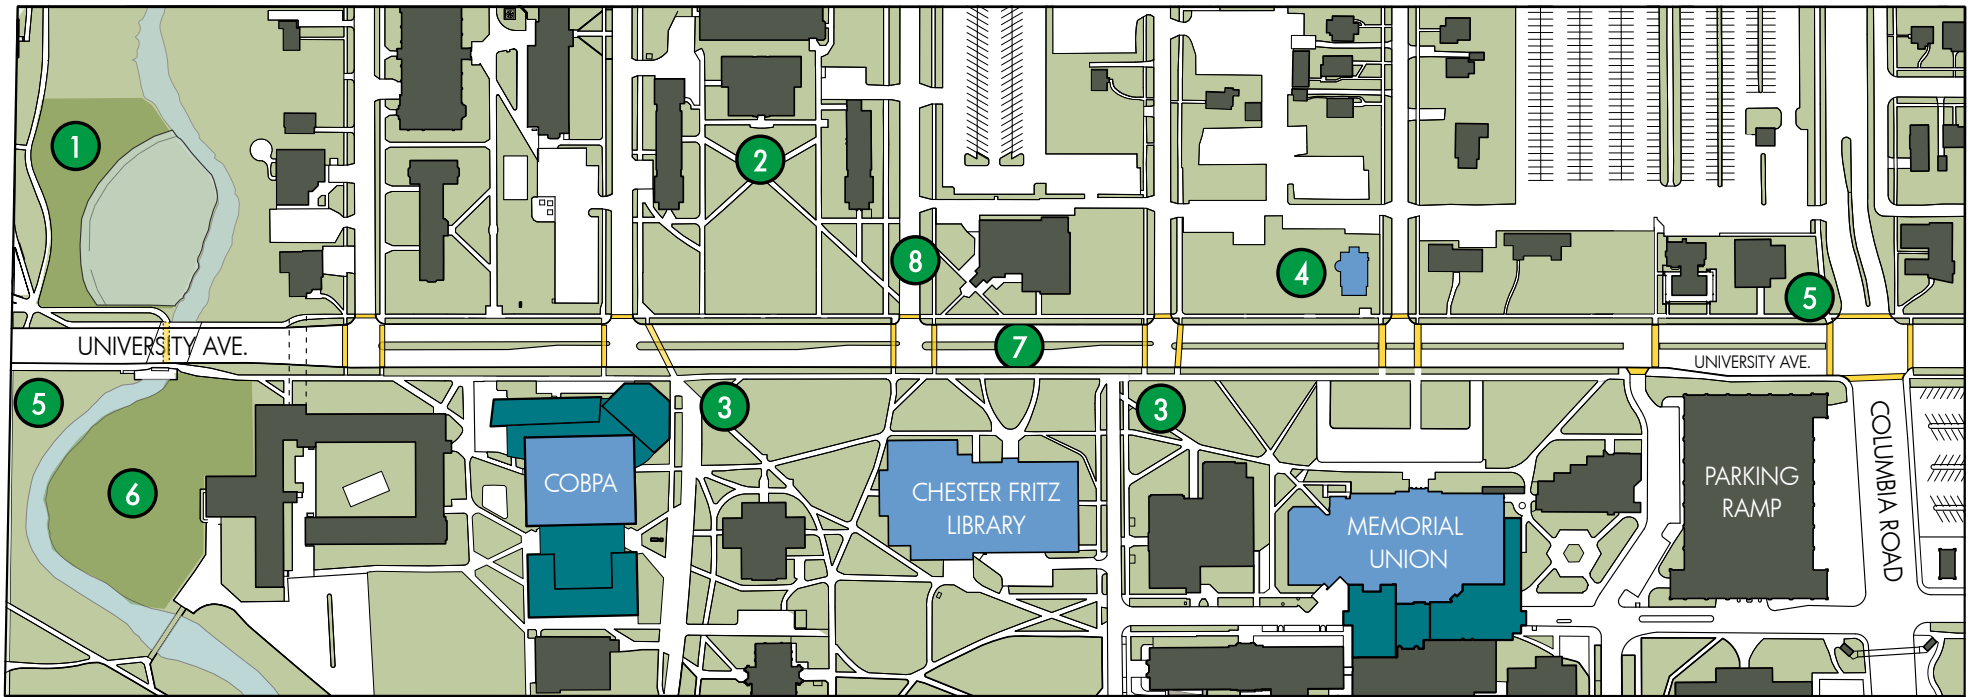 1
2
8
4
5
UNIVERSITY AVE.
7
UNIVERSITY AVE.
5
3
3
6
COBPA
CHESTER FRITZ
LIBRARY
MEMORIAL
UNION
PARKING
RAMP
COLUMBIA ROAD